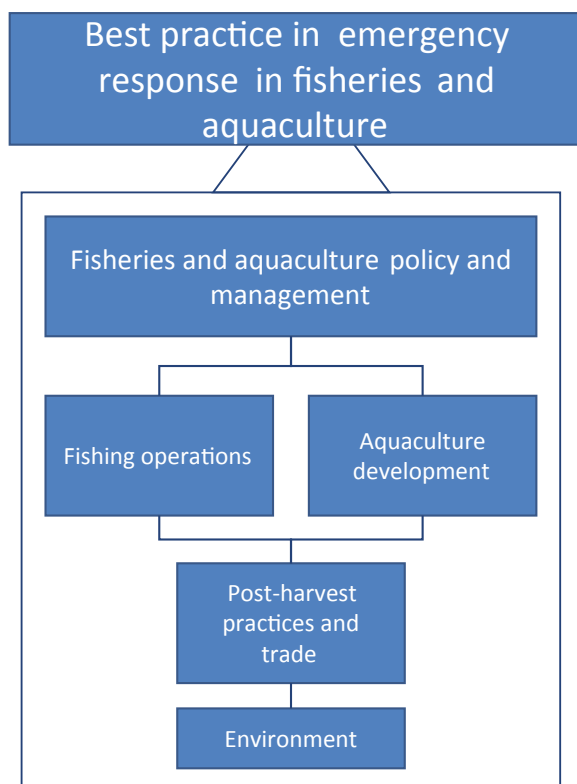 Best practice in emergency
response in fisheries and
aquaculture
Fisheries and aquaculture policy and
management
Fishing operations
Aquaculture
development
Post-harvest
practices and
trade
Environment